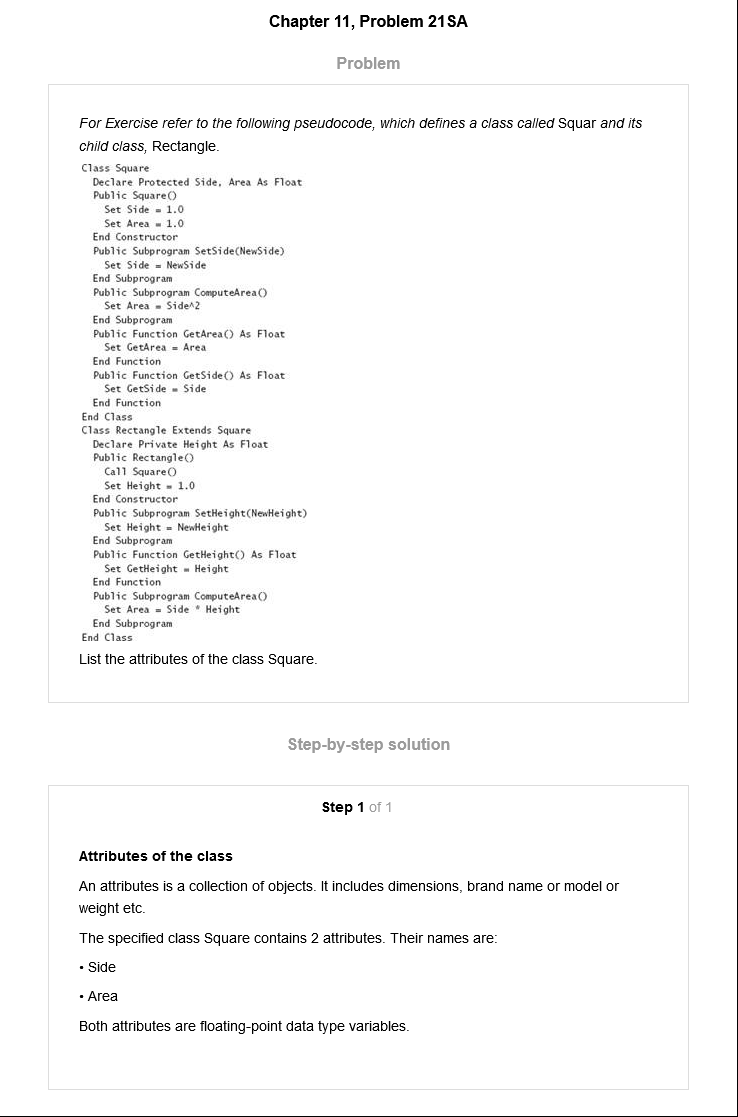 Chapter 11, Problem 21SA
Problem
For Exercise refer to the following pseudocode, which defines a class called Squar and its
child class, Rectangle.
Class Square
Declare Protected Side, Area As Float
Public Square()
Set Side = 1.0
Set Area = 1.0
End Constructor
Public Subprogram SetSide(NewSide)
Set Side = NewSide
End Subprogram
Public Subprogram ComputeArea()
Set Area = Side^2
End Subprogram
Public Function GetArea() As Float
Set GetArea = Area
End Function
Public Function GetSide() As Float
Set GetSide = Side
End Function
End Class
Class Rectangle Extends Square
Declare Private Height As Float
Public Rectangle()
Call Square()
Set Height = 1.0
End Constructor
Public Subprogram SetHeight(NewHeight)
Set Height = NewHeight
End Subprogram
Public Function GetHeight() As Float
Set GetHeight = Height
End Function
Public Subprogram ComputeArea()
Set Area = Side * Height
End Subprogram
End Class
List the attributes of the class Square.
Step-by-step solution
Step 1 of 1
Attributes of the class
An attributes is a collection of objects. It includes dimensions, brand name or model or
weight etc.
The specified class Square contains 2 attributes. Their names are:
• Side
• Area
Both attributes are floating-point data type variables.